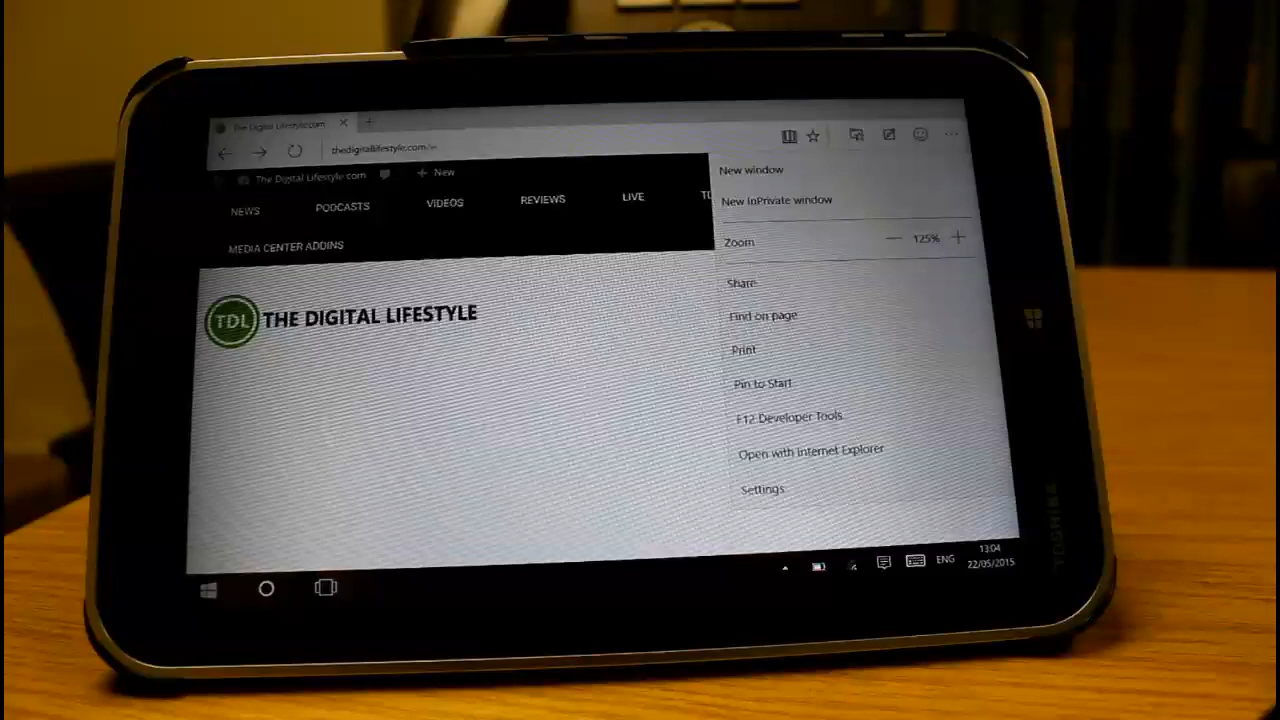 The Digital Lifestyle.com
thedigitallifestyle.com/w
The Digital Lifestyle.com
New
NEWS PODCASTS VIDEOS REVIEWS LIVE
MEDIA CENTER ADDINS
TDL THE DIGITAL LIFESTYLE
New window
New InPrivate window
Zoom 125%
Share
Find on page
Print
Pin to Start
F12 Developer Tools
Open with Internet Explorer
Settings
ENG
13:04
22/05/2015
TOSHIBA